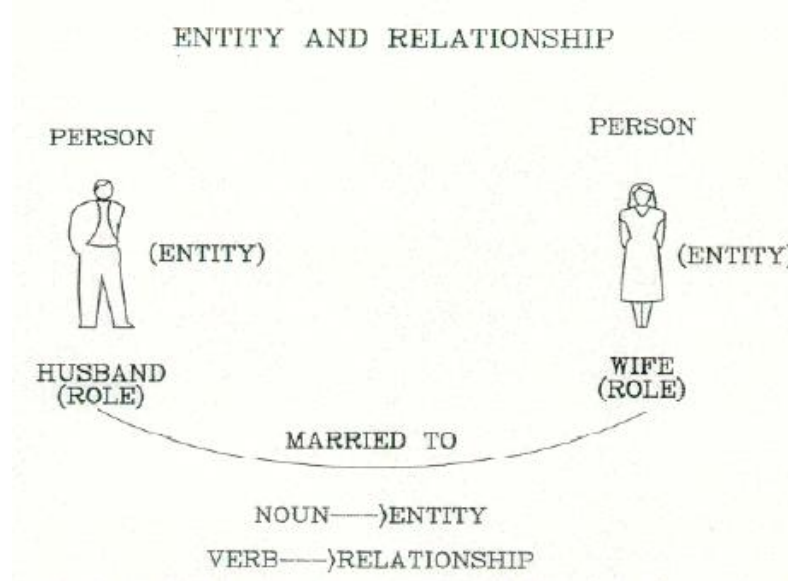 ENTITY AND RELATIONSHIP
PERSON
PERSON
(ENTITY)
(ENTITY)
HUSBAND
(ROLE)
WIFE
(ROLE)
MARRIED TO
NOUN——>ENTITY
VERB——>RELATIONSHIP